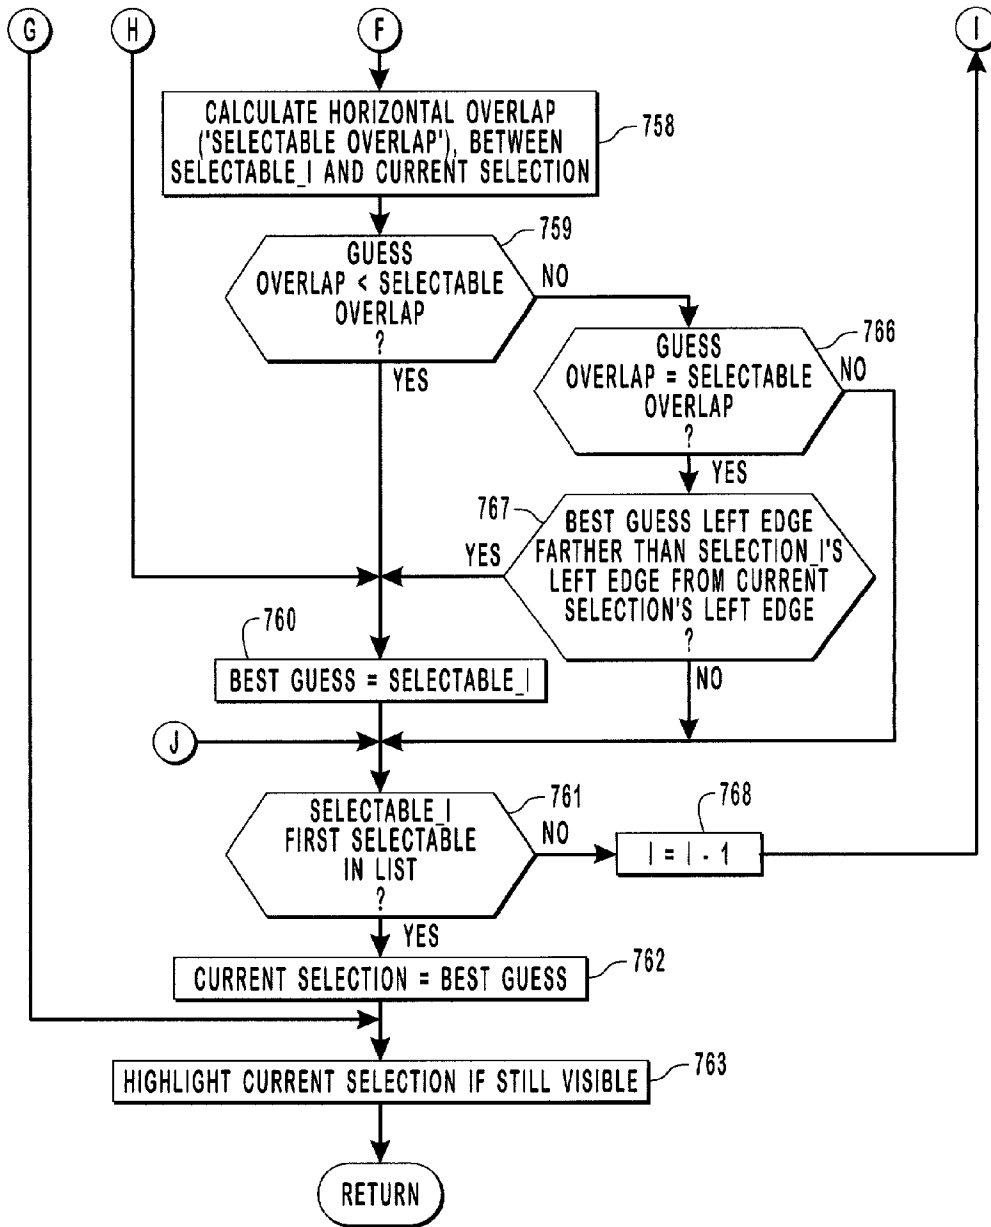 G
H
F
I
CALCULATE HORIZONTAL OVERLAP
('SELECTABLE OVERLAP'), BETWEEN
SELECTABLE_I AND CURRENT SELECTION
758
GUESS
OVERLAP < SELECTABLE
OVERLAP
?
759
NO
YES
GUESS
OVERLAP = SELECTABLE
OVERLAP
?
766
NO
YES
767
BEST GUESS LEFT EDGE
FARTHER THAN SELECTION_I'S
LEFT EDGE FROM CURRENT
SELECTION'S LEFT EDGE
?
YES
NO
760
BEST GUESS = SELECTABLE_I
J
SELECTABLE_I
FIRST SELECTABLE
IN LIST
?
761
NO
768
I = I - 1
YES
CURRENT SELECTION = BEST GUESS
762
HIGHLIGHT CURRENT SELECTION IF STILL VISIBLE
763
RETURN